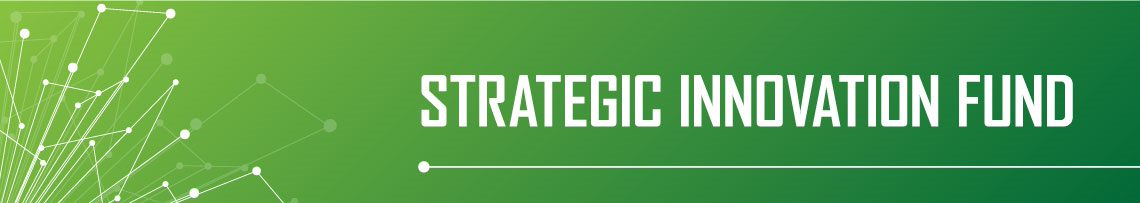 STRATEGIC INNOVATION FUND